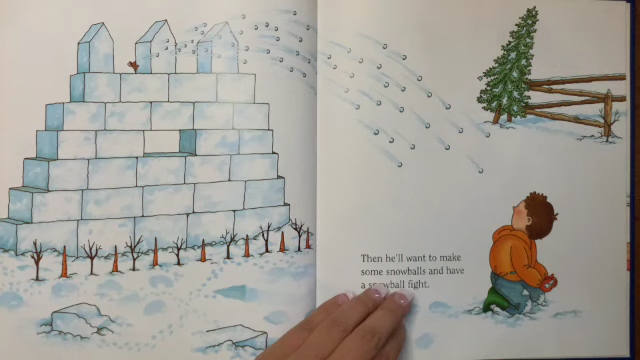 Then he'll want to make
some snowballs and have
a snowball fight.